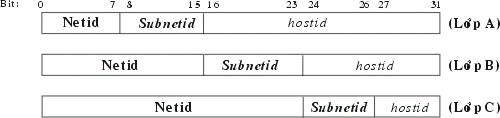 Bit: 0 7 8 15 16 23 24 26 27 31
Netid Subnetid hostid (Lớp A)
Netid Subnetid hostid (Lớp B)
Netid Subnetid hostid (Lớp C)